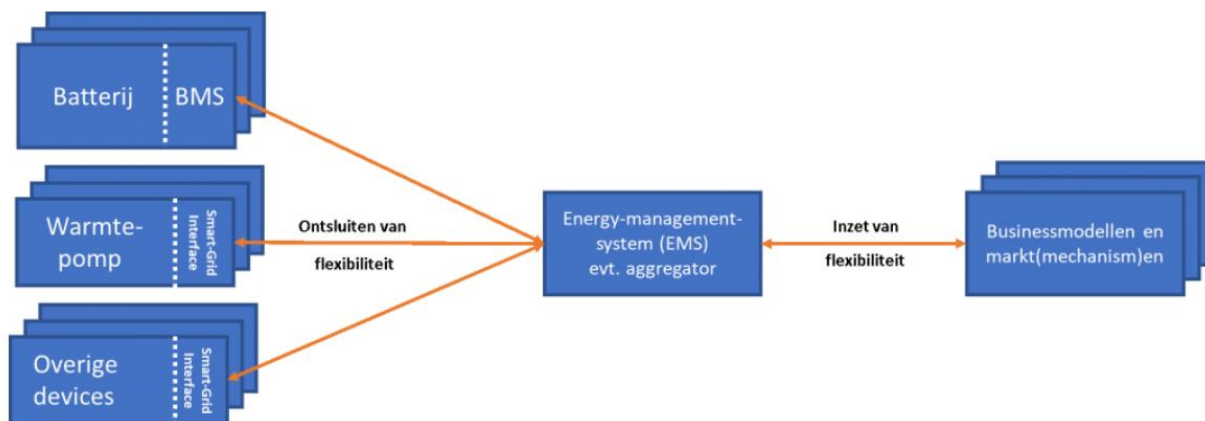 Batterij
BMS
Warmte-
pomp
Smart-Grid
Interface
Overige
devices
Smart-Grid
Interface
Ontsluiten van
flexibiliteit
Energy-management-
system (EMS)
evt. aggregator
Inzet van
flexibiliteit
Businessmodellen en
markt(mechanism)en